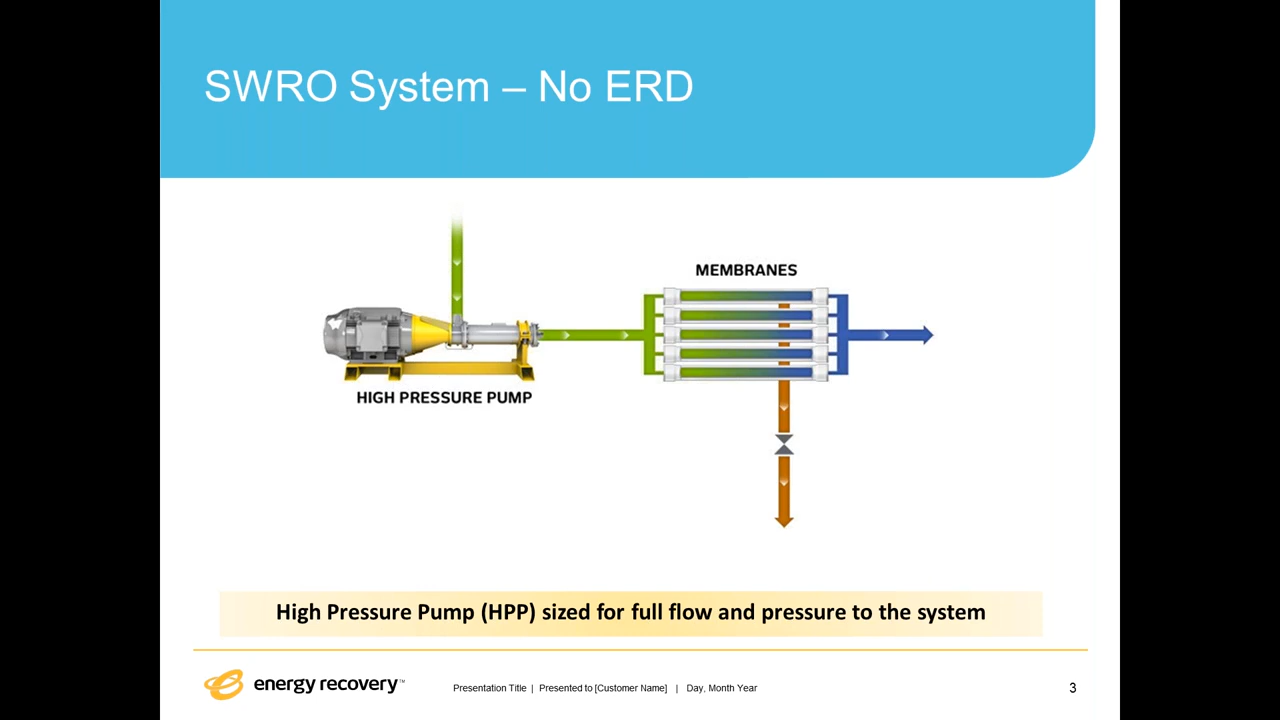 SWRO System – No ERD
MEMBRANES
HIGH PRESSURE PUMP
High Pressure Pump (HPP) sized for full flow and pressure to the system
energy recovery™
Presentation Title | Presented to [Customer Name] | Day, Month Year
3